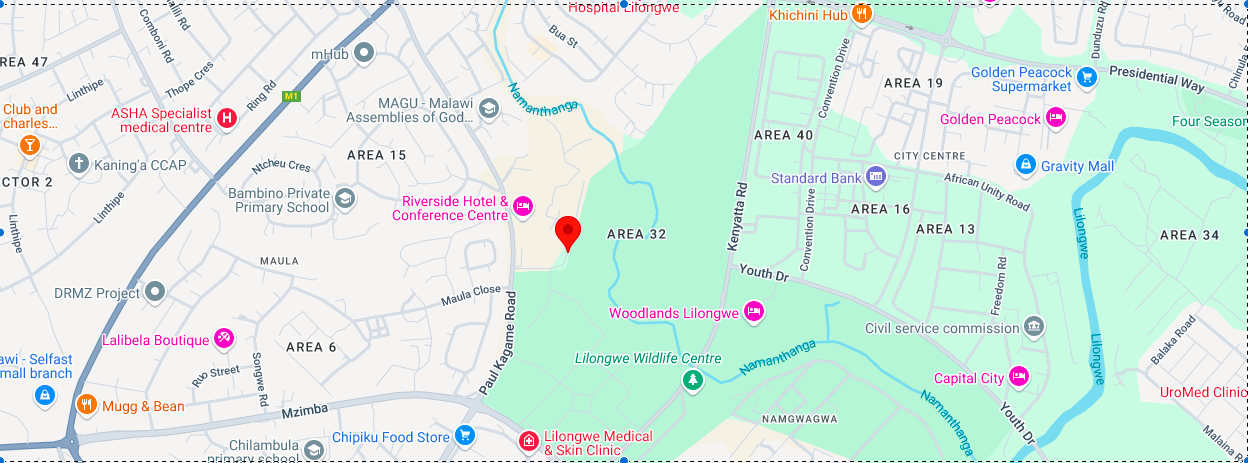 Hospital Lilongwe
Khichini Hub
Bua St
mHub
AREA 47
Comboni Rd
Thope Cres
Linthipe
Ring Rd
M1
Club and
charles...
ASHA Specialist
medical centre
MAGU - Malawi
Assemblies of God...
Namanthanga
Convention Drive
AREA 19
Golden Peacock
Supermarket
Dunduzu Rd
Presidential Way
Golden Peacock
Four Season
AREA 40
CITY CENTRE
Gravity Mall
Kaning'a CCAP
Ntcheu Cres
AREA 15
Bambino Private
Primary School
Standard Bank
African Unity Road
ECTOR 2
Linthipe
Linthipe
Riverside Hotel &
Conference Centre
AREA 32
Kenyatta Rd
Convention Drive
AREA 16
AREA 13
Lilongwe
AREA 34
MAULA
DRMZ Project
Maula Close
Youth Dr
Freedom Rd
Woodlands Lilongwe
Civil service commission
Lalibela Boutique
AREA 6
Paul Kagame Road
Lilongwe Wildlife Centre
Namanthanga
Lilongwe
Balaka Road
awi - Selfast
mall branch
Ruo Street
Songwe Rd
Capital City
UroMed Clinic
Mugg & Bean
Mzimba
Namanthanga
NAMGWAGWA
Youth Dr
Chipiku Food Store
Lilongwe Medical
& Skin Clinic
Chilambula
primary school
Malaina Ro